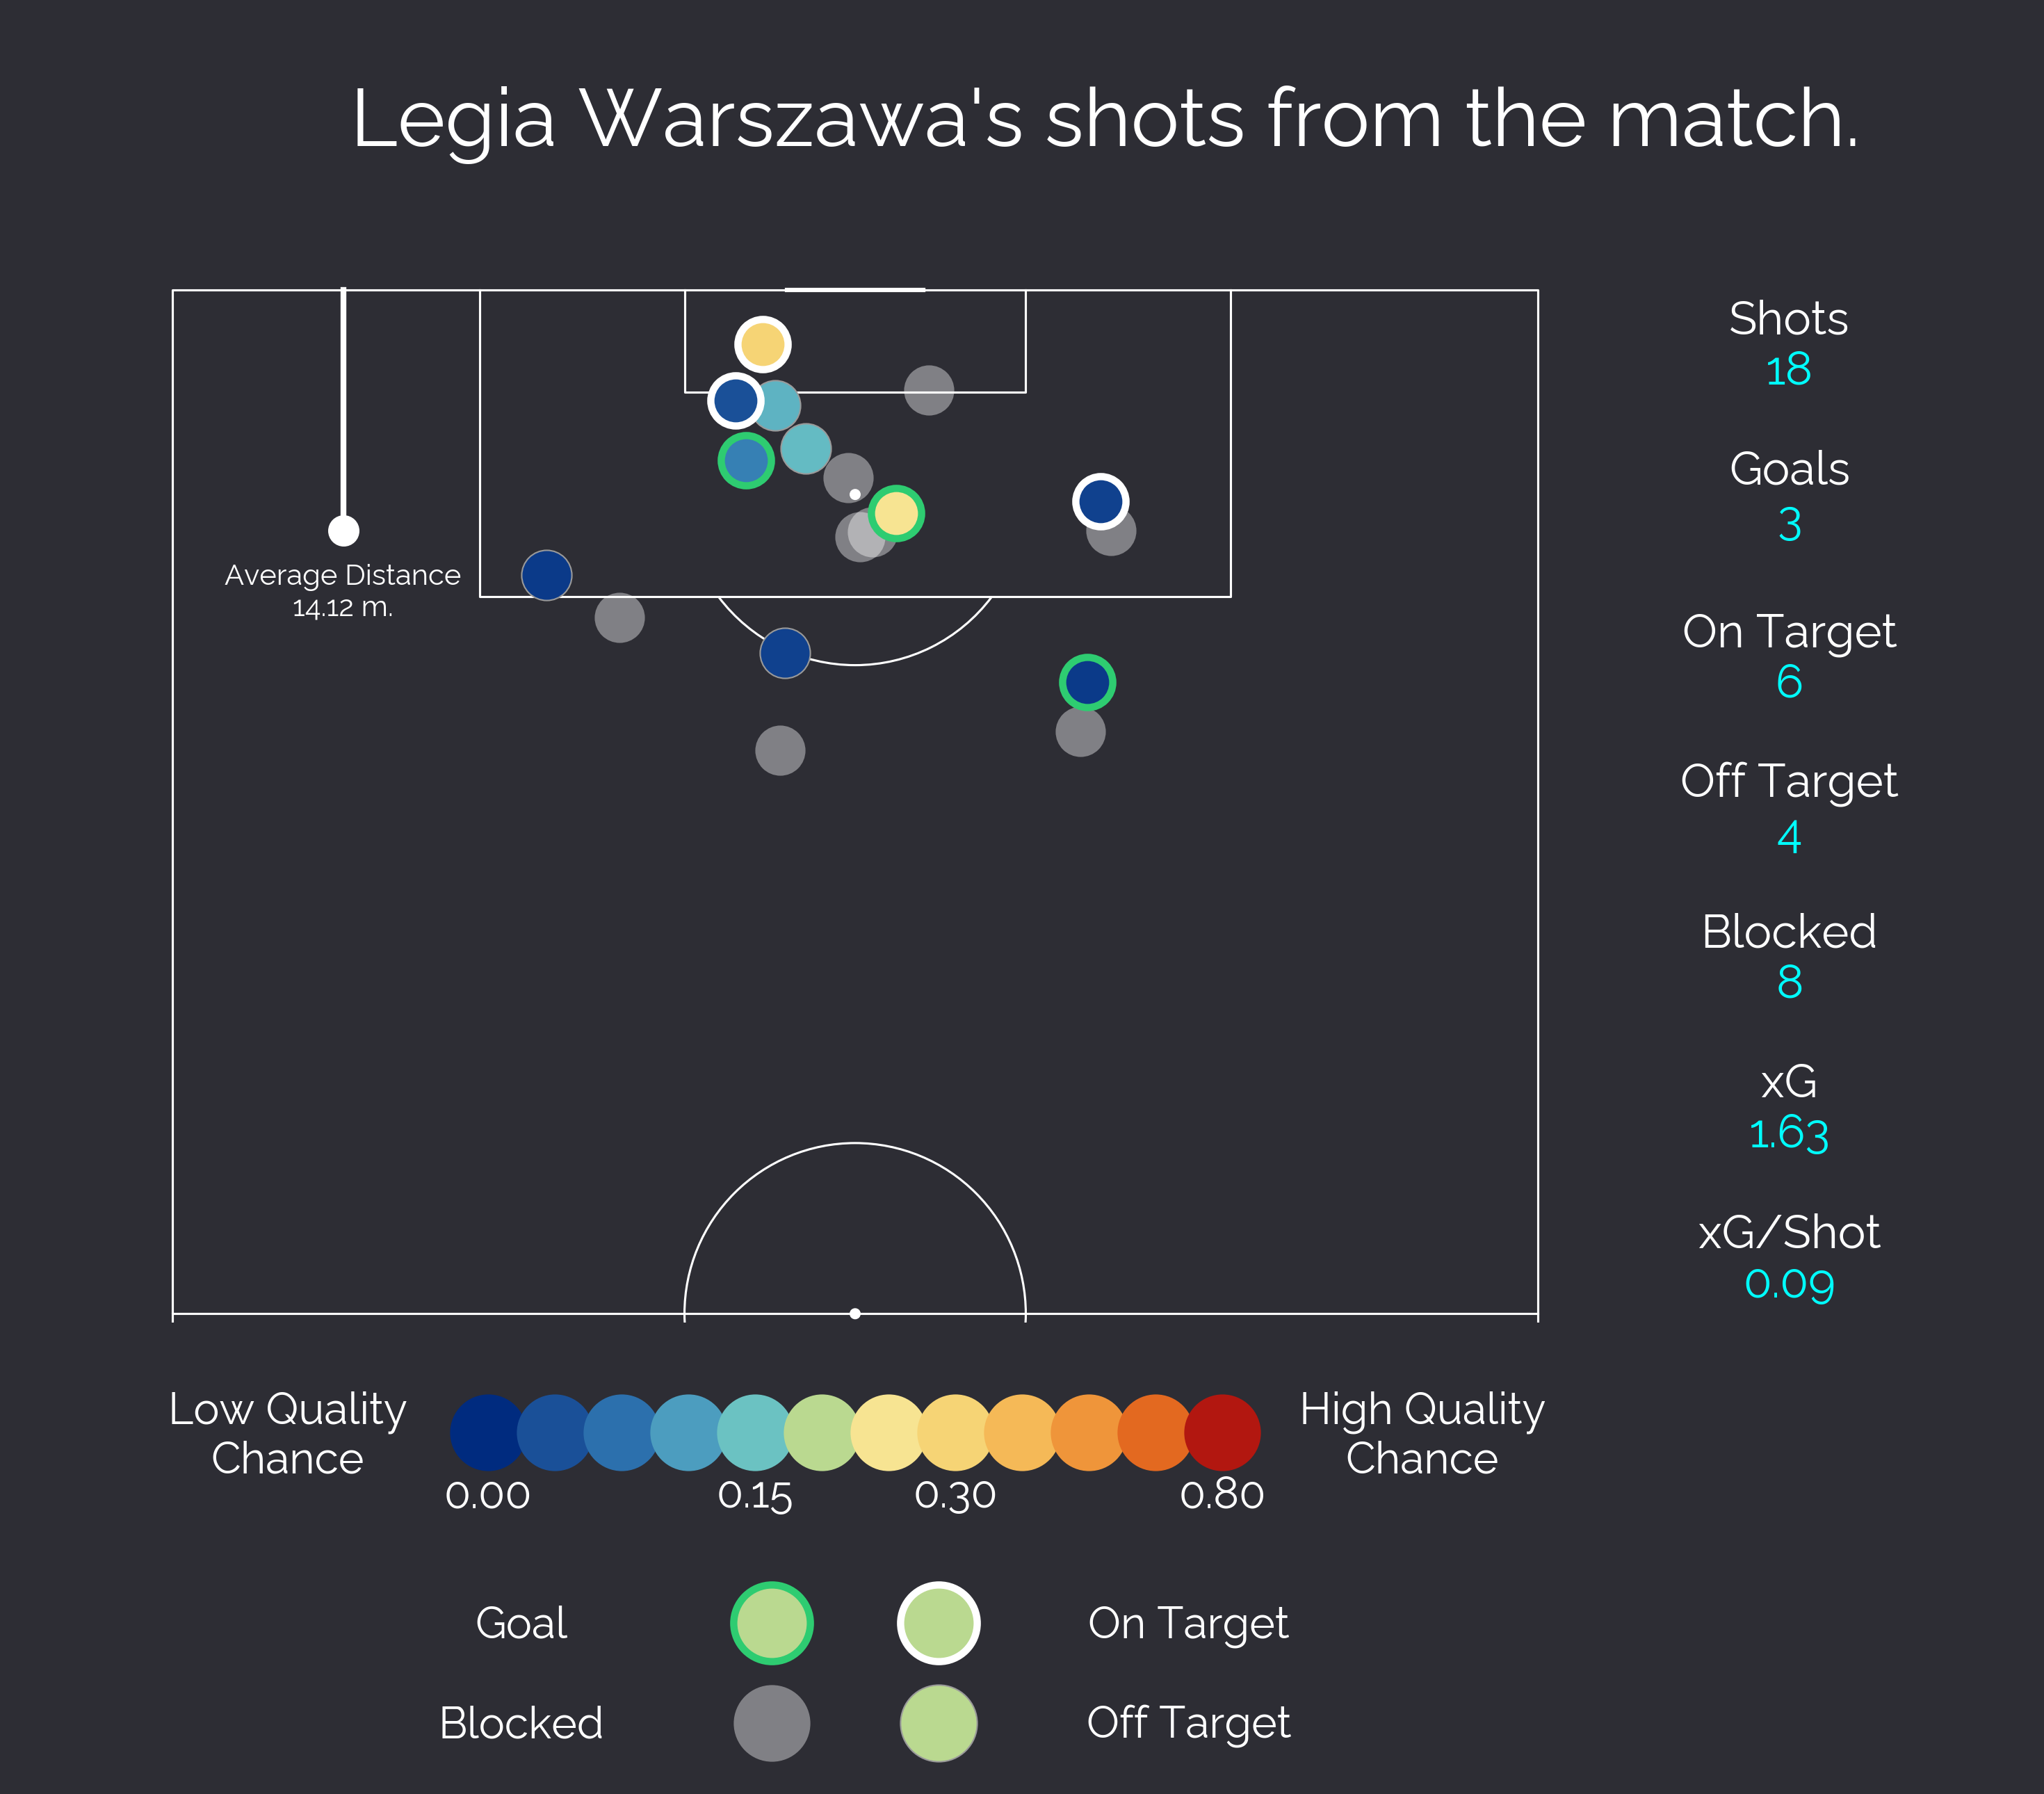 Legia Warszawa's shots from the match.
Average Distance
14.12 m.
Shots
18
Goals
3
On Target
6
Off Target
4
Blocked
8
xG
1.63
xG/Shot
0.09
Low Quality
Chance
0.00
0.15
0.30
0.80
High Quality
Chance
Goal
On Target
Blocked
Off Target